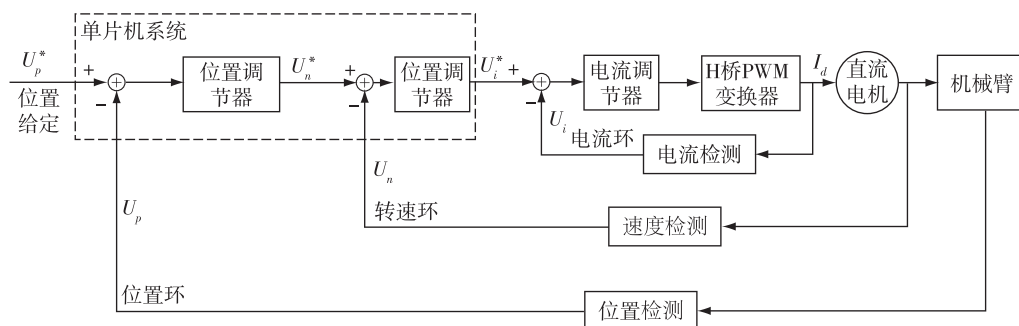 单片机系统
U_p^*
+
位置
给定
-
位置调
节器
U_n^*
+
-
位置调
节器
U_i^*
+
-
电流调
节器
H桥PWM
变换器
I_d
直流
电机
机械臂
U_i
电流环
电流检测
U_n
转速环
速度检测
U_p
位置环
位置检测